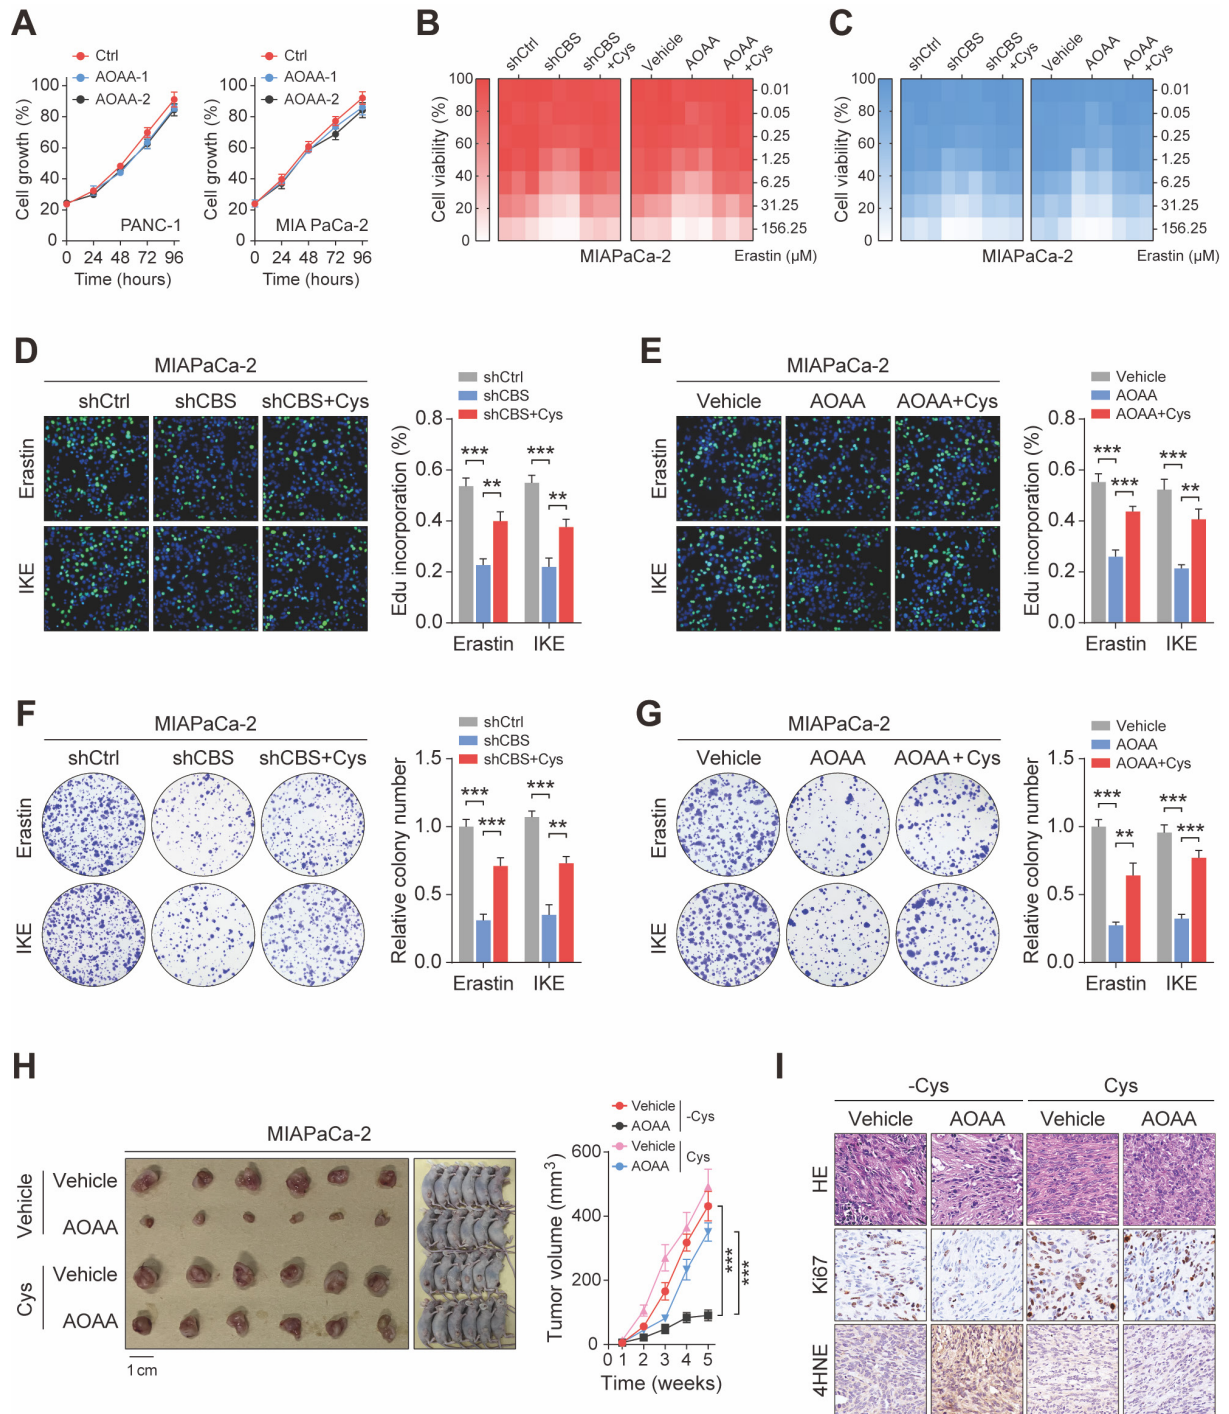 A
Ctrl
AOAA-1
AOAA-2
Cell growth (%)
100
80
60
40
20
0
PANC-1
0 24 48 72 96
Time (hours)
Ctrl
AOAA-1
AOAA-2
Cell growth (%)
100
80
60
40
20
0
MIA PaCa-2
0 24 48 72 96
Time (hours)
B
shCtrl
shCBS
shCBS
+Cys
Vehicle
AOAA
AOAA
+Cys
Cell viability (%)
100
80
60
40
20
0
0.01
0.05
0.25
1.25
6.25
31.25
156.25
MIAPaCa-2
Erastin (µM)
C
shCtrl
shCBS
shCBS
+Cys
Vehicle
AOAA
AOAA
+Cys
Cell viability (%)
100
80
60
40
20
0
0.01
0.05
0.25
1.25
6.25
31.25
156.25
MIAPaCa-2
Erastin (µM)
D
MIAPaCa-2
shCtrl shCBS shCBS+Cys
Erastin
IKE
shCtrl
shCBS
shCBS+Cys
Edu incorporation (%)
0.8
0.6
0.4
0.2
0.0
*** ***
** **
Erastin IKE
E
MIAPaCa-2
Vehicle AOAA AOAA+Cys
Erastin
IKE
Vehicle
AOAA
AOAA+Cys
Edu incorporation (%)
0.8
0.6
0.4
0.2
0.0
*** ***
*** **
Erastin IKE
F
MIAPaCa-2
shCtrl shCBS shCBS+Cys
Erastin
IKE
shCtrl
shCBS
shCBS+Cys
Relative colony number
1.5
1.0
0.5
0.0
*** ***
*** **
Erastin IKE
G
MIAPaCa-2
Vehicle AOAA AOAA+Cys
Erastin
IKE
Vehicle
AOAA
AOAA+Cys
Relative colony number
1.5
1.0
0.5
0.0
*** ***
** ***
Erastin IKE
H
MIAPaCa-2
Vehicle
Vehicle
AOAA
Cys
Vehicle
AOAA
1 cm
Vehicle
AOAA
-Cys
Vehicle
AOAA
Cys
Tumor volume (mm³)
600
400
200
0
***
***
0 1 2 3 4 5
Time (weeks)
I
-Cys Cys
Vehicle AOAA Vehicle AOAA
HE
Ki67
4HNE